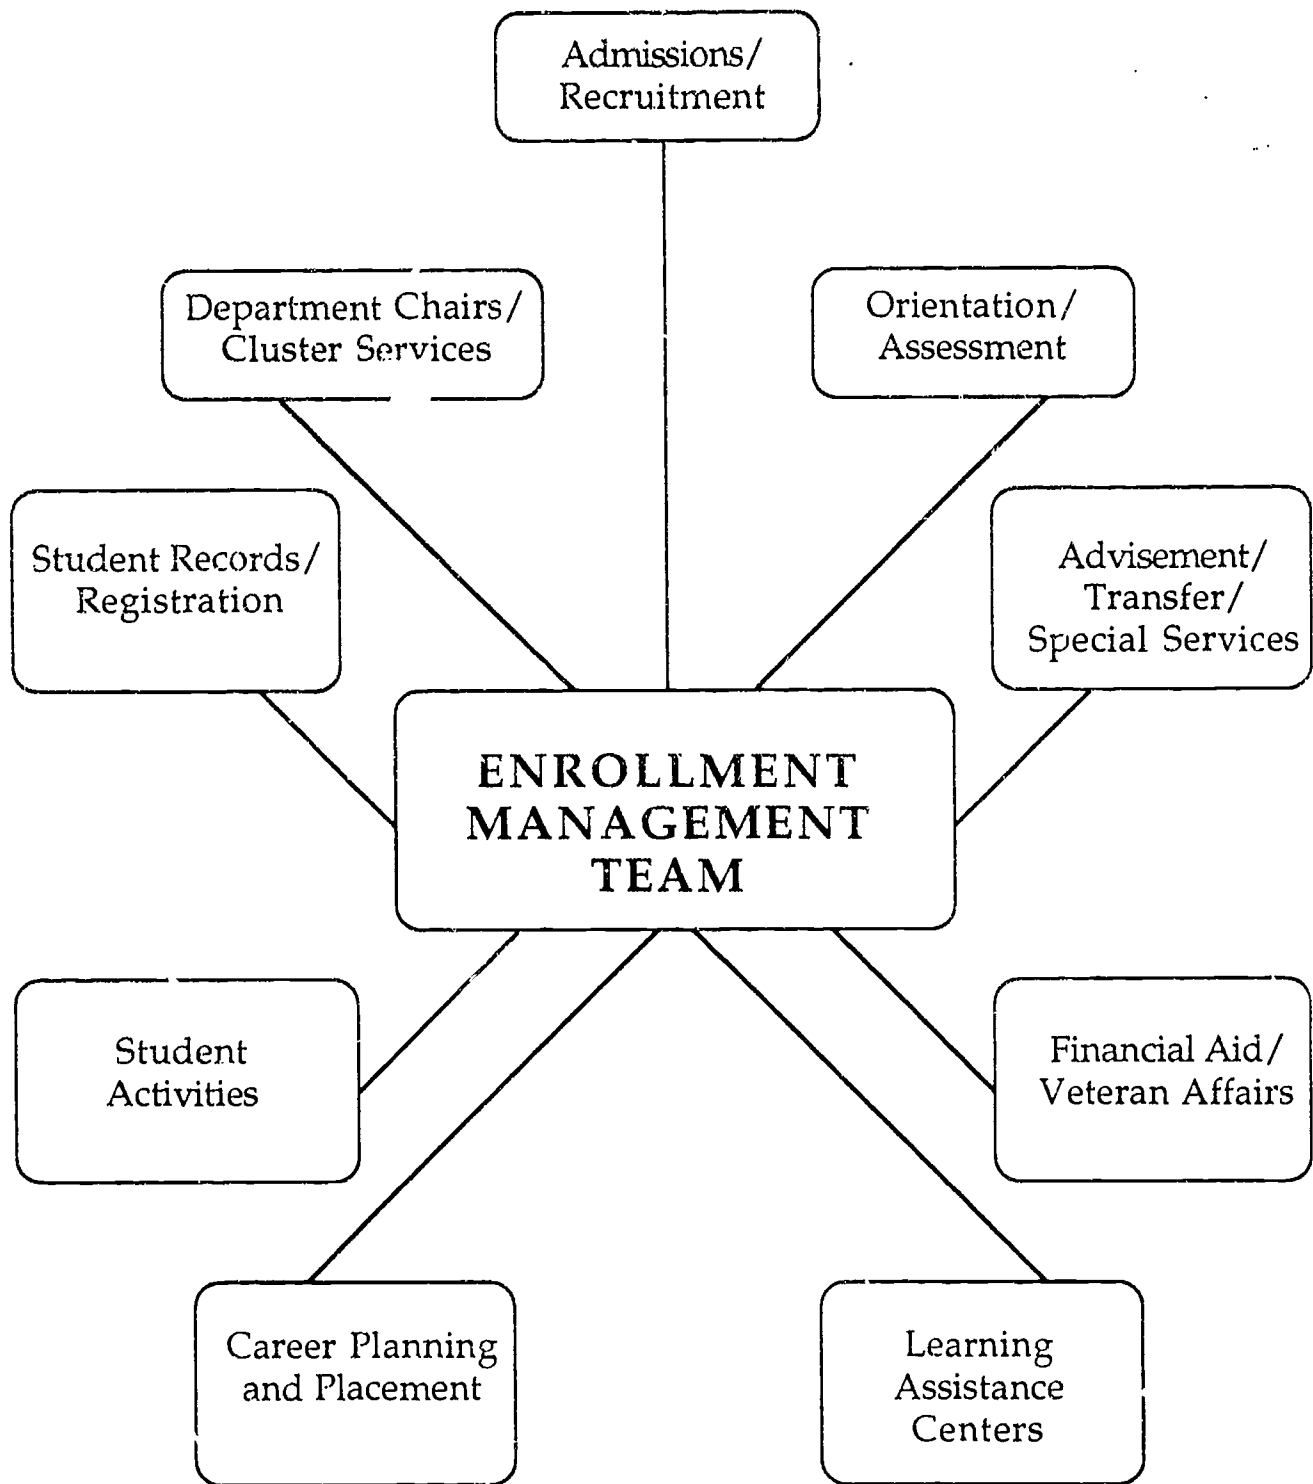 Admissions/
Recruitment
Department Chairs/
Cluster Services
Orientation/
Assessment
Student Records/
Registration
Advisement/
Transfer/
Special Services
ENROLLMENT
MANAGEMENT
TEAM
Student
Activities
Financial Aid/
Veteran Affairs
Career Planning
and Placement
Learning
Assistance
Centers